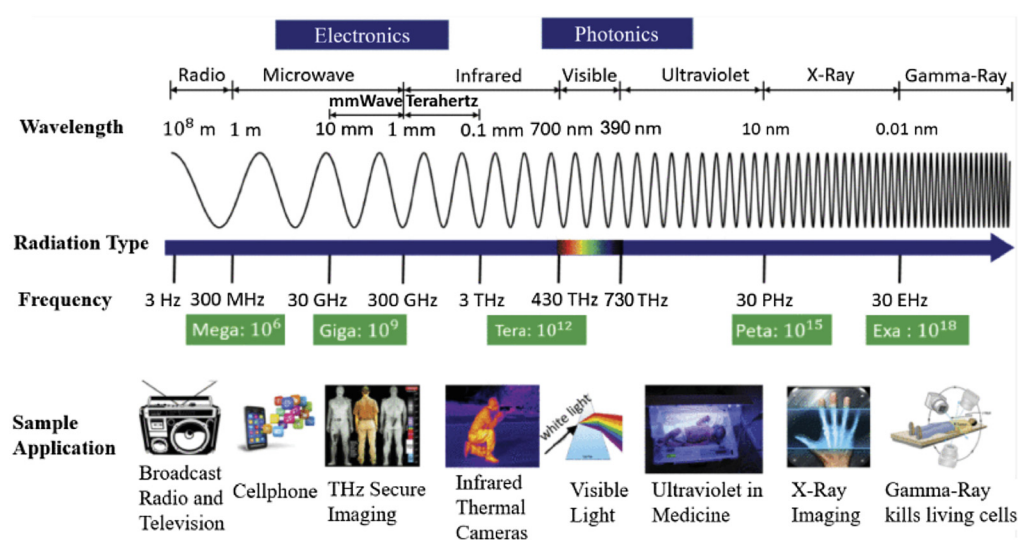 Electronics Photonics
Radio Microwave Infrared Visible Ultraviolet X-Ray Gamma-Ray
mmWave Terahertz
Wavelength 10⁸ m 1 m 10 mm 1 mm 0.1 mm 700 nm 390 nm 10 nm 0.01 nm
Radiation Type
Frequency 3 Hz 300 MHz 30 GHz 300 GHz 3 THz 430 THz 730 THz 30 PHz 30 EHz
Mega: 10⁶ Giga: 10⁹ Tera: 10¹² Peta: 10¹⁵ Exa : 10¹⁸
white light
Sample
Application
Broadcast
Radio and
Television
Cellphone
THz Secure
Imaging
Infrared
Thermal
Cameras
Visible
Light
Ultraviolet in
Medicine
X-Ray
Imaging
Gamma-Ray
kills living cells